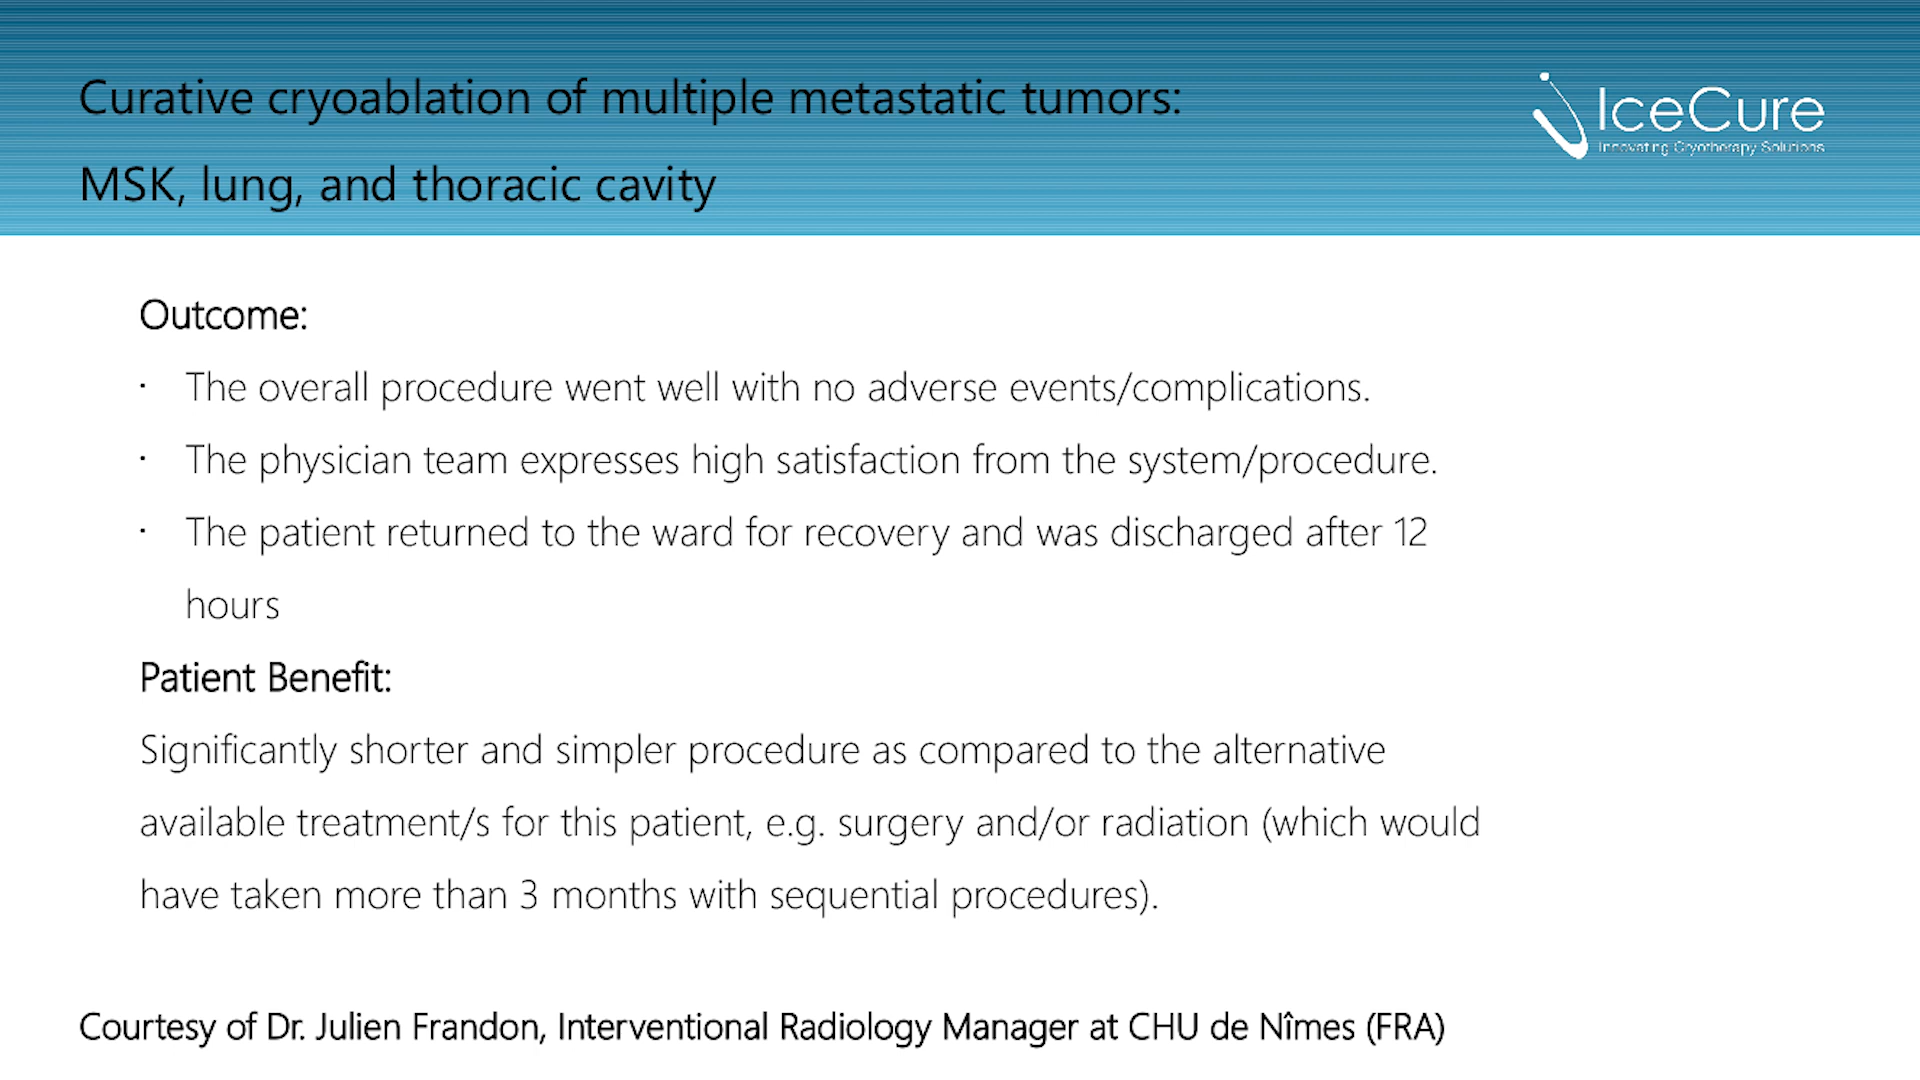 Curative cryoablation of multiple metastatic tumors:
MSK, lung, and thoracic cavity
IceCure
Innovating Cryotherapy Solutions
Outcome:
· The overall procedure went well with no adverse events/complications.
· The physician team expresses high satisfaction from the system/procedure.
· The patient returned to the ward for recovery and was discharged after 12
hours
Patient Benefit:
Significantly shorter and simpler procedure as compared to the alternative
available treatment/s for this patient, e.g. surgery and/or radiation (which would
have taken more than 3 months with sequential procedures).
Courtesy of Dr. Julien Frandon, Interventional Radiology Manager at CHU de Nîmes (FRA)